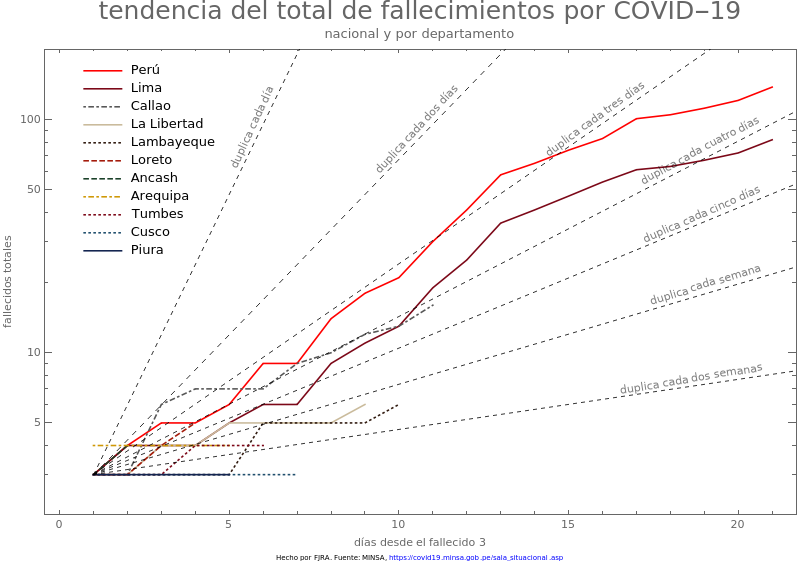 tendencia del total de fallecimientos por COVID−19
nacional y por departamento
Perú
Lima
Callao
La Libertad
Lambayeque
Loreto
Ancash
Arequipa
Tumbes
Cusco
Piura
duplica cada día
duplica cada dos días
duplica cada tres días
duplica cada cuatro días
duplica cada cinco días
duplica cada semana
duplica cada dos semanas
fallecidos totales
100
50
10
5
0
5
10
15
20
días desde el fallecido 3
Hecho por FJRA. Fuente: MINSA, https://covid19.minsa.gob.pe/sala_situacional.asp